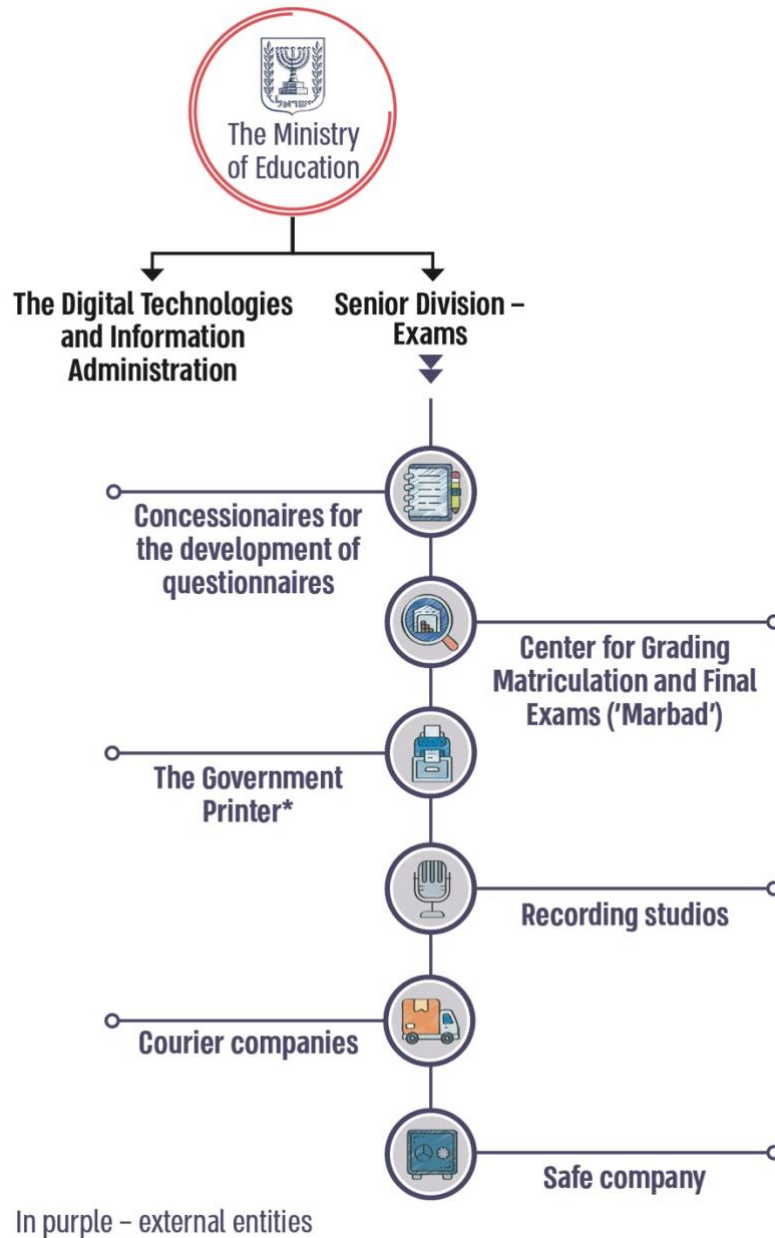 ישראל
The Ministry
of Education
The Digital Technologies
and Information
Administration
Senior Division –
Exams
Concessionaires for
the development of
questionnaires
Center for Grading
Matriculation and Final
Exams ('Marbad')
The Government
Printer*
Recording studios
Courier companies
Safe company
In purple – external entities